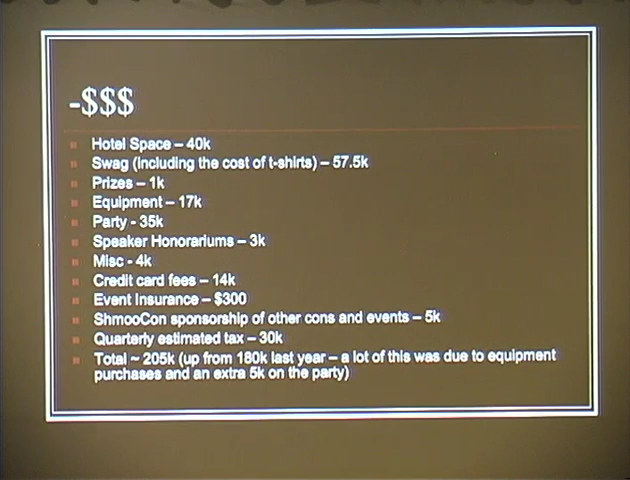 -$$$
Hotel Space – 40k
Swag (including the cost of t-shirts) – 57.5k
Prizes – 1k
Equipment – 17k
Party - 35k
Speaker Honorariums – 3k
Misc - 4k
Credit card fees – 14k
Event Insurance – $300
ShmooCon sponsorship of other cons and events – 5k
Quarterly estimated tax – 30k
Total ~ 205k (up from 180k last year – a lot of this was due to equipment
purchases and an extra 5k on the party)